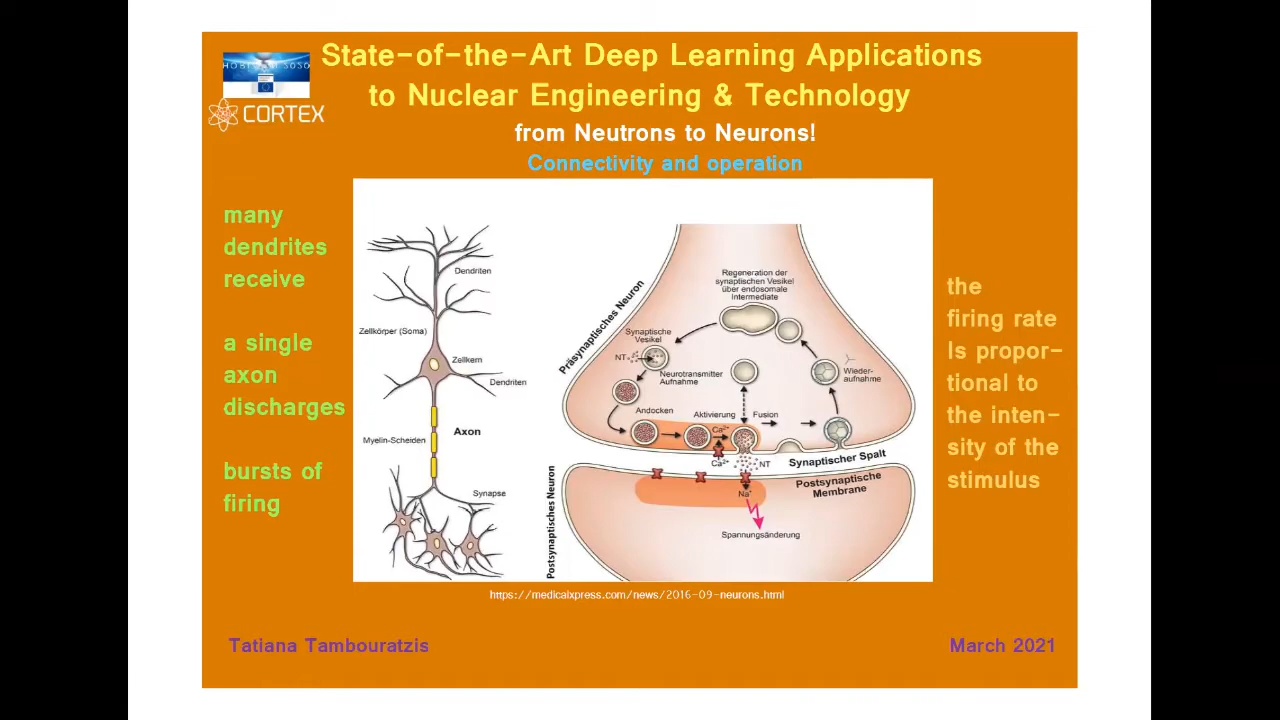 State-of-the-Art Deep Learning Applications
to Nuclear Engineering & Technology
from Neutrons to Neurons!
Connectivity and operation
CORTEX
many
dendrites
receive
a single
axon
discharges
bursts of
firing
Dendriten
Zellkörper (Soma)
Zellkern
Dendriten
Axon
Myelin-Scheiden
Synapse
Präsynaptisches Neuron
Regeneration der
synaptischen Vesikel
über endosomale
Intermediate
Synaptische
Vesikel
NT
Neurotransmitter
Aufnahme
Wieder-
aufnahme
Andocken
Aktivierung
Fusion
Ca²⁺
Ca²⁺
NT
Synaptischer Spalt
Postsynaptische
Membrane
Na⁺
Spannungsänderung
Postsynaptisches Neuron
the
firing rate
Is propor-
tional to
the inten-
sity of the
stimulus
https://medicalxpress.com/news/2016-09-neurons.html
Tatiana Tambouratzis
March 2021